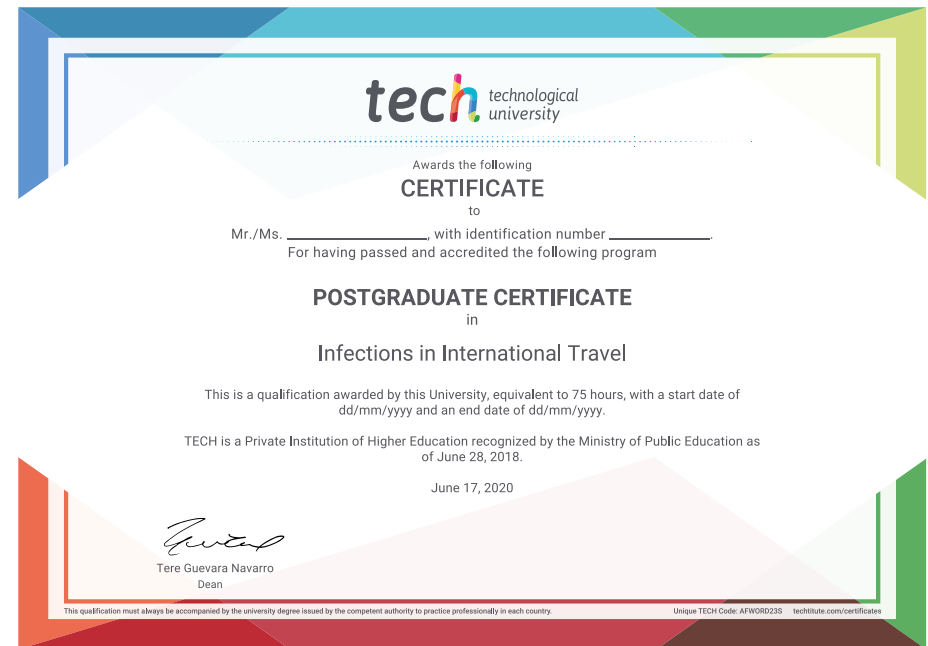 tech technological
university
Awards the following
CERTIFICATE
to
Mr./Ms. ____________________, with identification number ______________.
For having passed and accredited the following program
POSTGRADUATE CERTIFICATE
in
Infections in International Travel
This is a qualification awarded by this University, equivalent to 75 hours, with a start date of
dd/mm/yyyy and an end date of dd/mm/yyyy.
TECH is a Private Institution of Higher Education recognized by the Ministry of Public Education as
of June 28, 2018.
June 17, 2020
Tere Guevara Navarro
Dean
This qualification must always be accompanied by the university degree issued by the competent authority to practice professionally in each country. Unique TECH Code: AFWORD23S techtitute.com/certificates